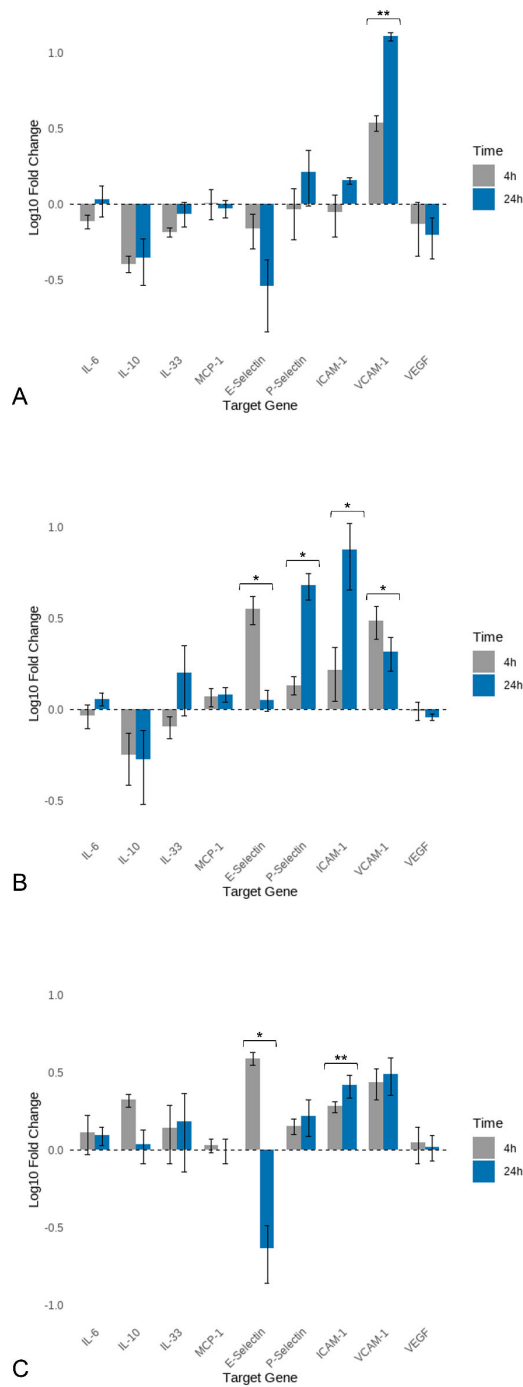 **
1.0
0.5
0.0
-0.5
Log10 Fold Change
Time
4h
24h
IL-6
IL-10
IL-33
MCP-1
E-Selectin
P-Selectin
ICAM-1
VCAM-1
VEGF
Target Gene
A
*
*
*
*
1.0
0.5
0.0
-0.5
Log10 Fold Change
Time
4h
24h
IL-6
IL-10
IL-33
MCP-1
E-Selectin
P-Selectin
ICAM-1
VCAM-1
VEGF
Target Gene
B
*
**
1.0
0.5
0.0
-0.5
-1.0
Log10 Fold Change
Time
4h
24h
IL-6
IL-10
IL-33
MCP-1
E-Selectin
P-Selectin
ICAM-1
VCAM-1
VEGF
Target Gene
C